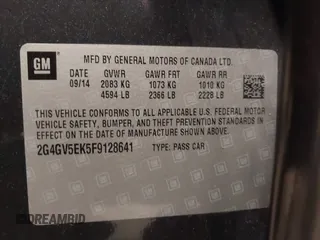 GM
MFD BY GENERAL MOTORS OF CANADA LTD.
DATE GVWR GAWR FRT GAWR RR
09/14 2083 KG 1073 KG 1010 KG
4594 LB 2366 LB 2228 LB
THIS VEHICLE CONFORMS TO ALL APPLICABLE U.S. FEDERAL MOTOR
VEHICLE SAFETY, BUMPER, AND THEFT PREVENTION STANDARDS IN
EFFECT ON THE DATE OF MANUFACTURE SHOWN ABOVE.
2G4GV5EK5F9128641 TYPE: PASS CAR
DREAMBID